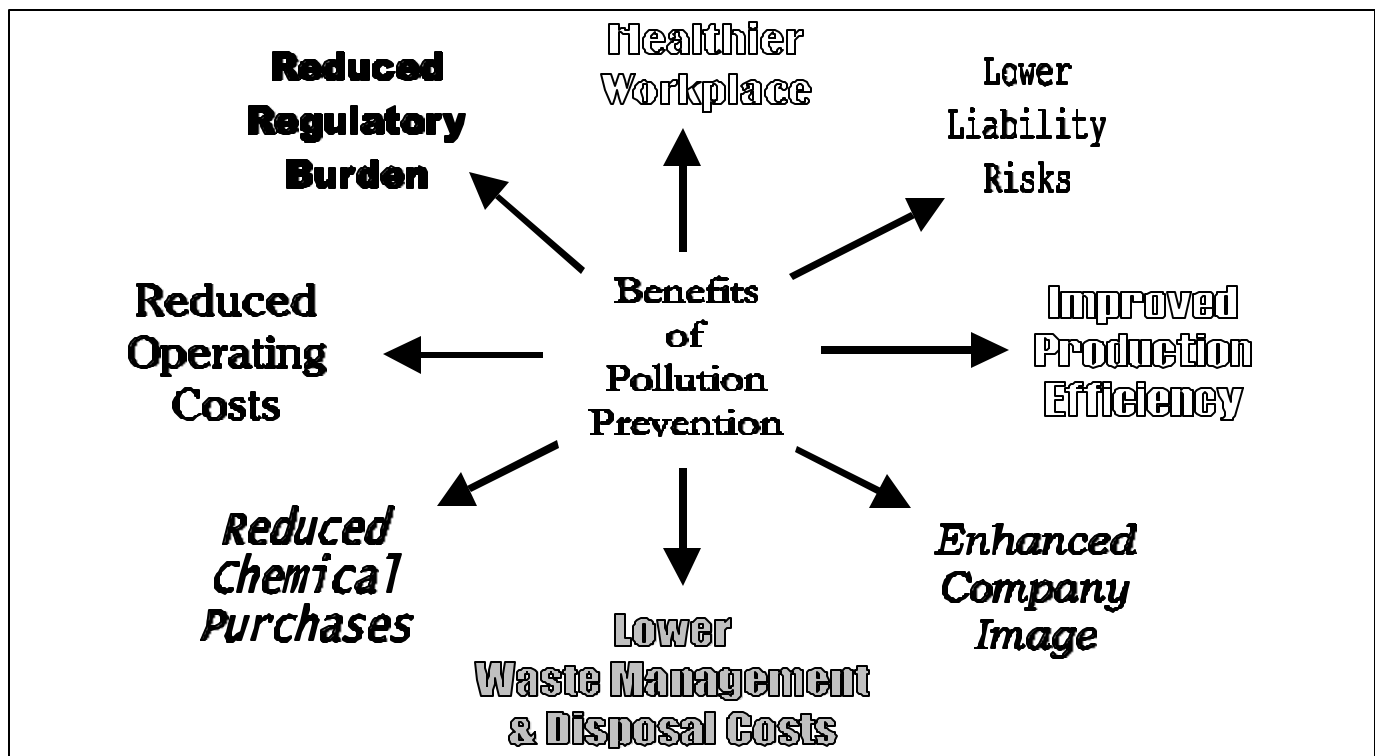 Healthier
Workplace
Reduced
Regulatory
Burden
Lower
Liability
Risks
Benefits
of
Pollution
Prevention
Reduced
Operating
Costs
Improved
Production
Efficiency
Reduced
Chemical
Purchases
Enhanced
Company
Image
Lower
Waste Management
& Disposal Costs